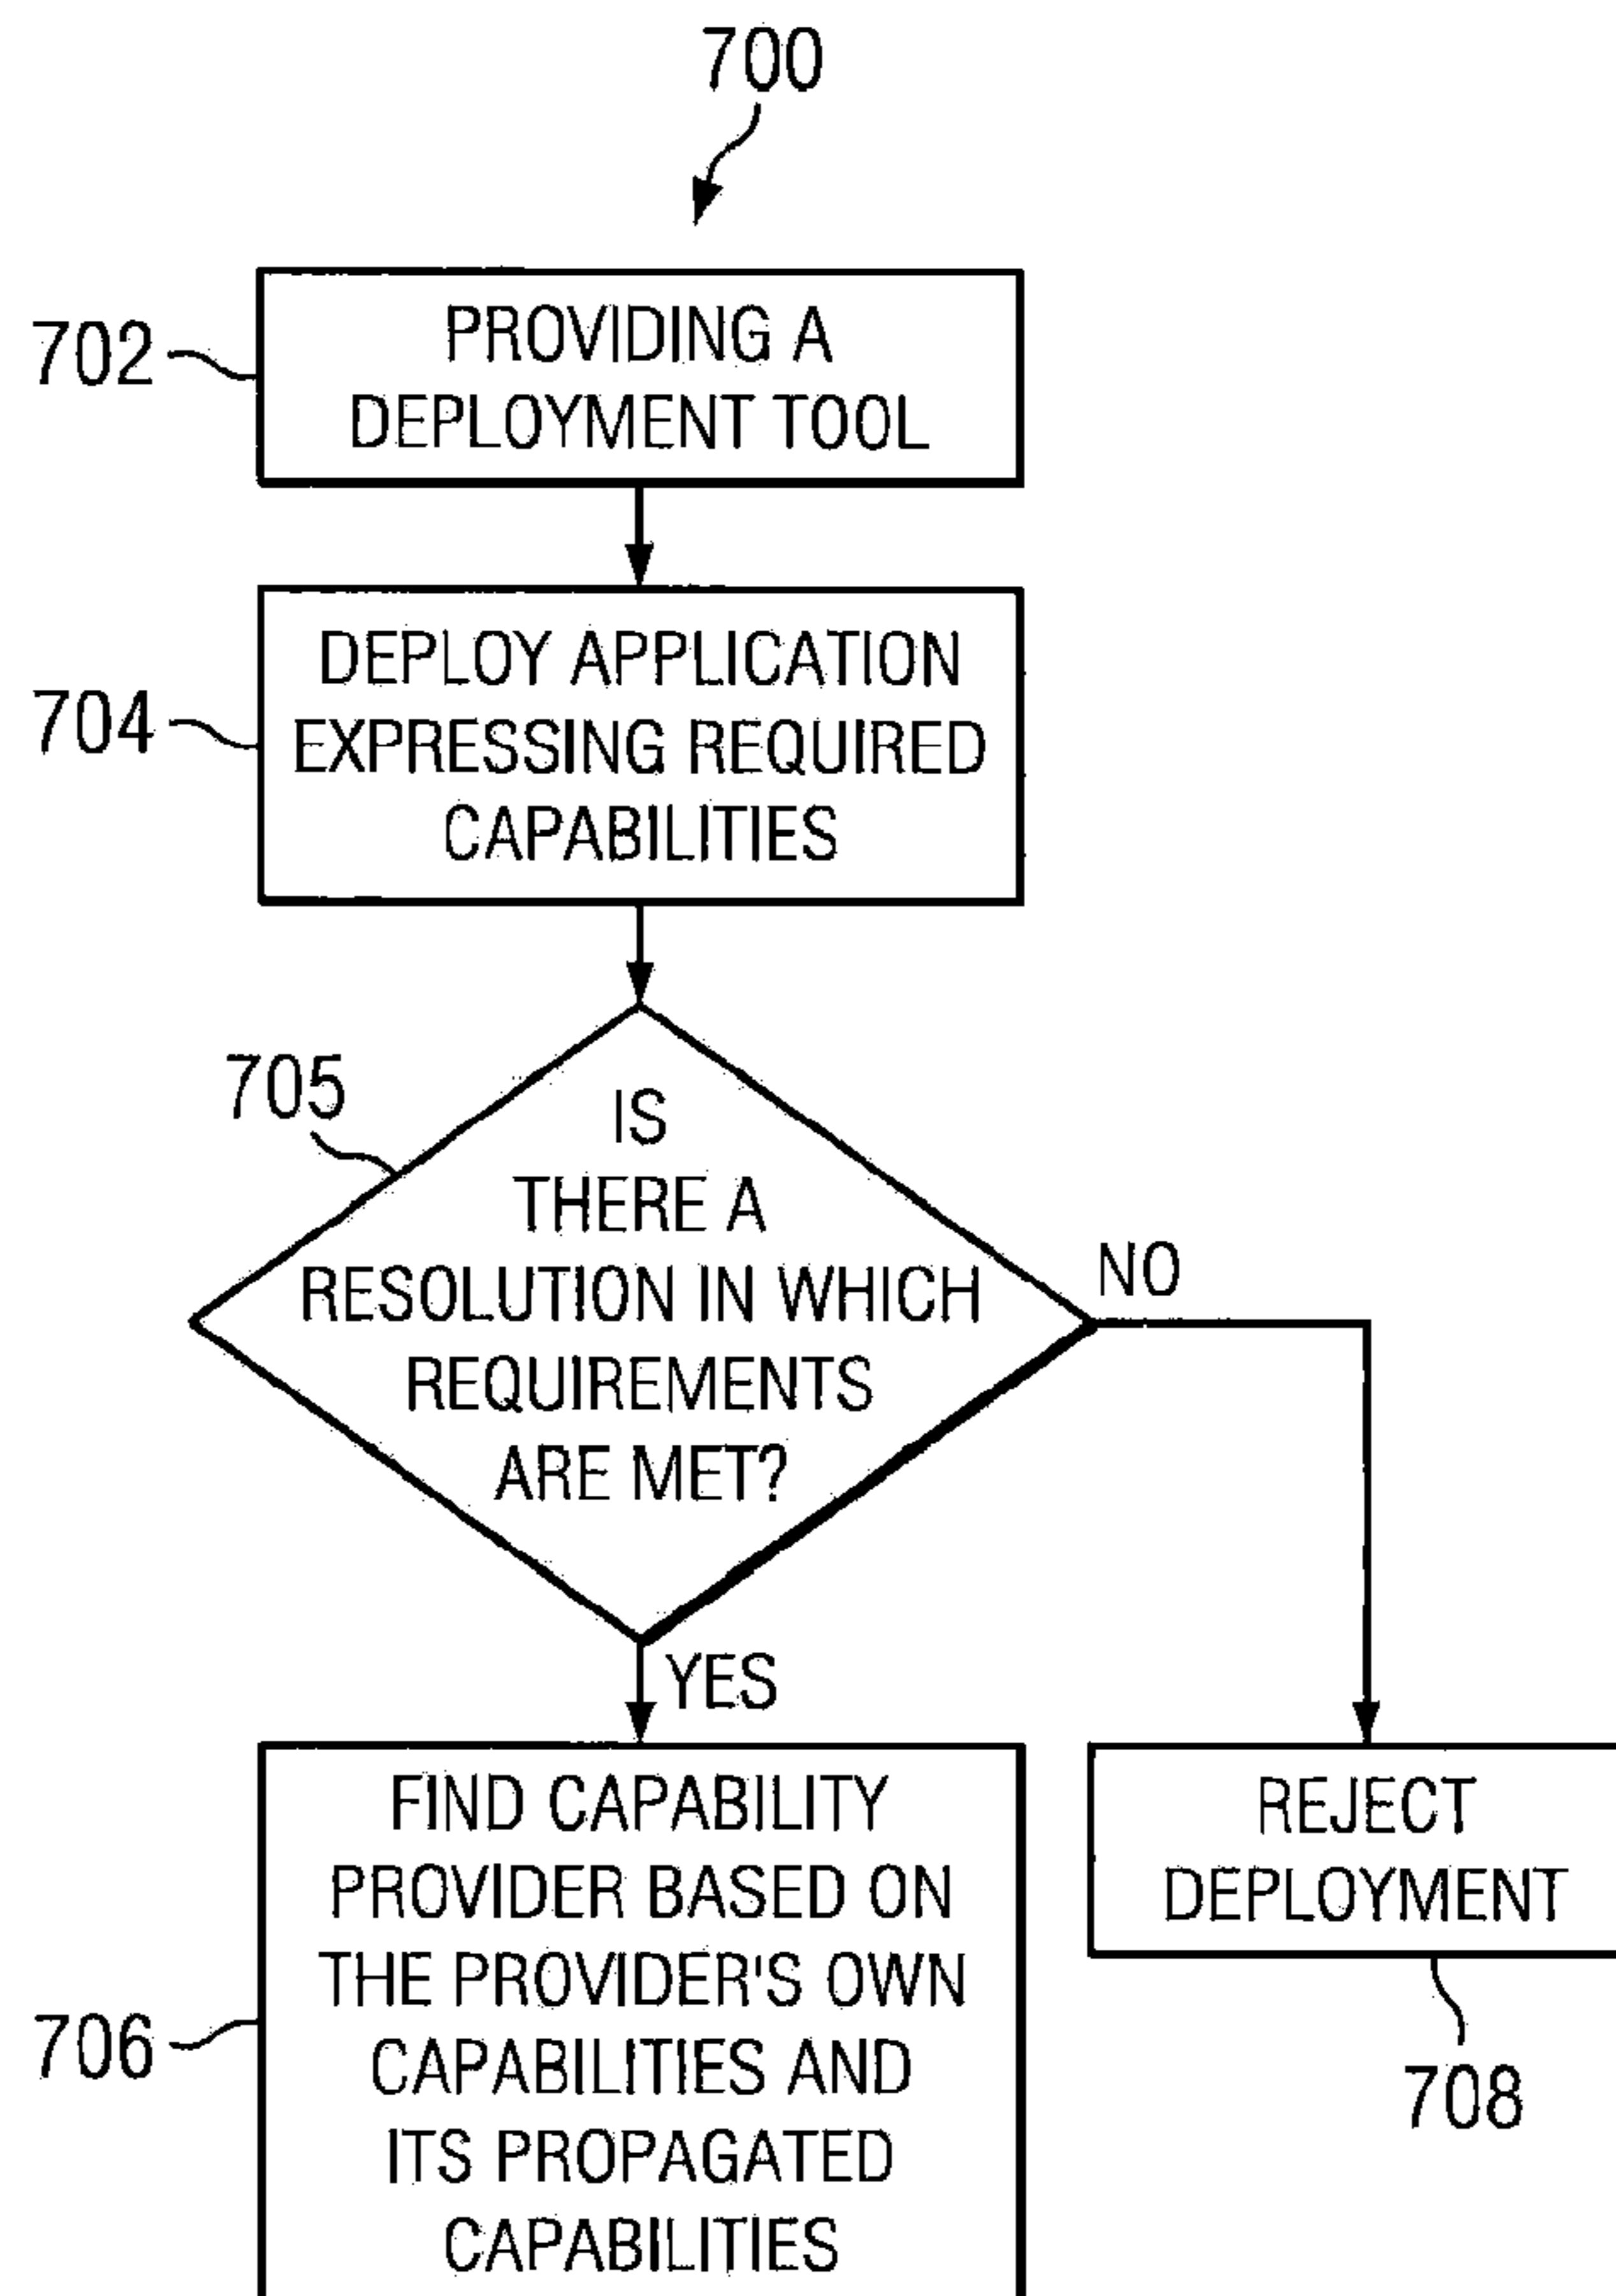 700
702
PROVIDING A
DEPLOYMENT TOOL
704
DEPLOY APPLICATION
EXPRESSING REQUIRED
CAPABILITIES
705
IS
THERE A
RESOLUTION IN WHICH
REQUIREMENTS
ARE MET?
NO
YES
706
FIND CAPABILITY
PROVIDER BASED ON
THE PROVIDER'S OWN
CAPABILITIES AND
ITS PROPAGATED
CAPABILITIES
REJECT
DEPLOYMENT
708